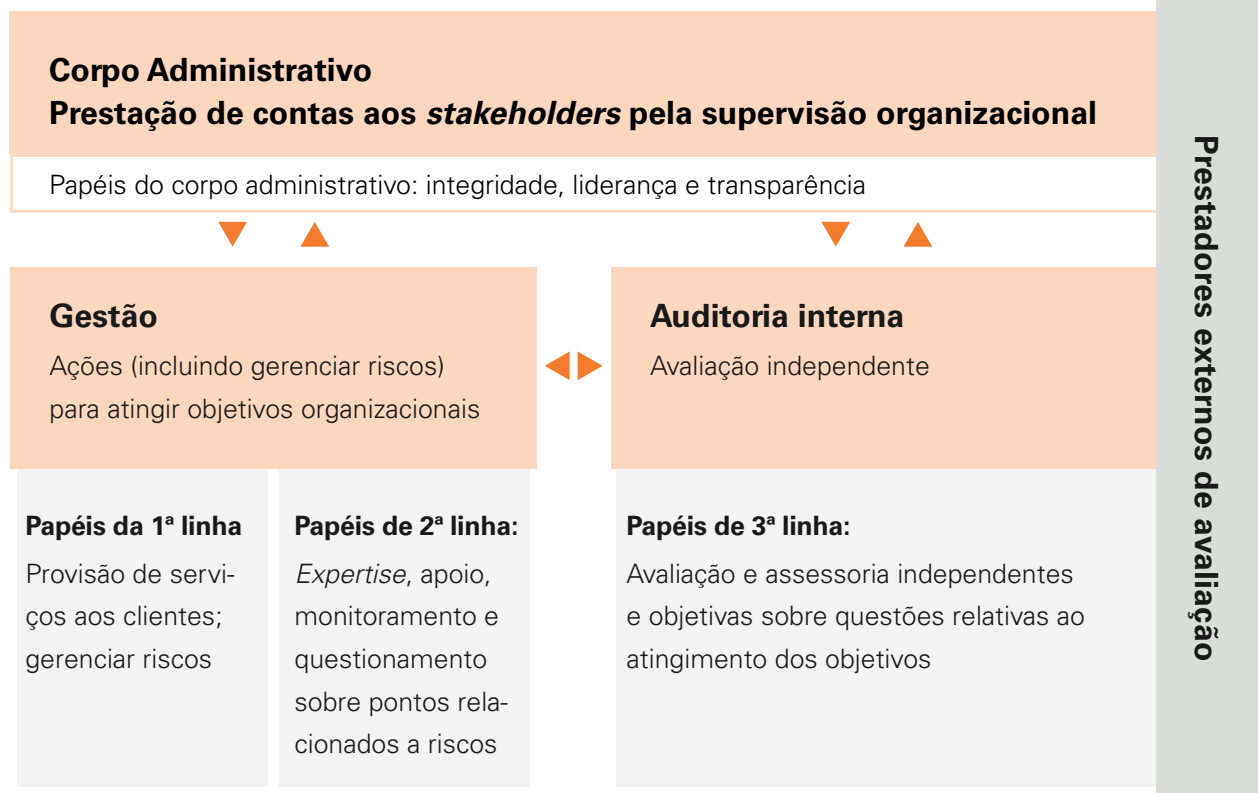 Corpo Administrativo
Prestação de contas aos stakeholders pela supervisão organizacional
Papéis do corpo administrativo: integridade, liderança e transparência
Gestão
Ações (incluindo gerenciar riscos)
para atingir objetivos organizacionais
Auditoria interna
Avaliação independente
Papéis da 1ª linha
Provisão de servi-
ços aos clientes;
gerenciar riscos
Papéis de 2ª linha:
Expertise, apoio,
monitoramento e
questionamento
sobre pontos rela-
cionados a riscos
Papéis de 3ª linha:
Avaliação e assessoria independentes
e objetivas sobre questões relativas ao
atingimento dos objetivos
Prestadores externos de avaliação